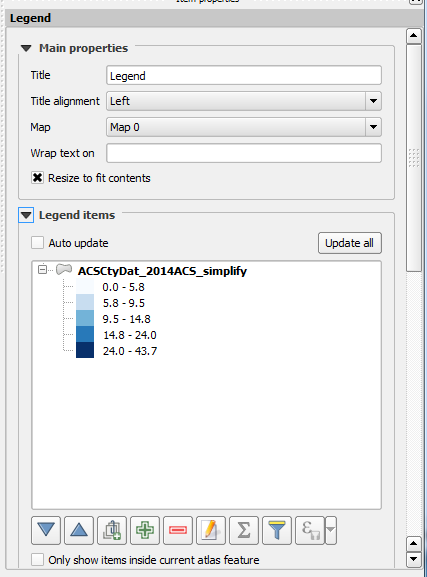 Item properties
Legend
Main properties
Title Legend
Title alignment Left
Map Map 0
Wrap text on
Resize to fit contents
Legend items
Auto update Update all
ACSCtyDat_2014ACS_simplify
0.0 - 5.8
5.8 - 9.5
9.5 - 14.8
14.8 - 24.0
24.0 - 43.7
Σ ε
Only show items inside current atlas feature